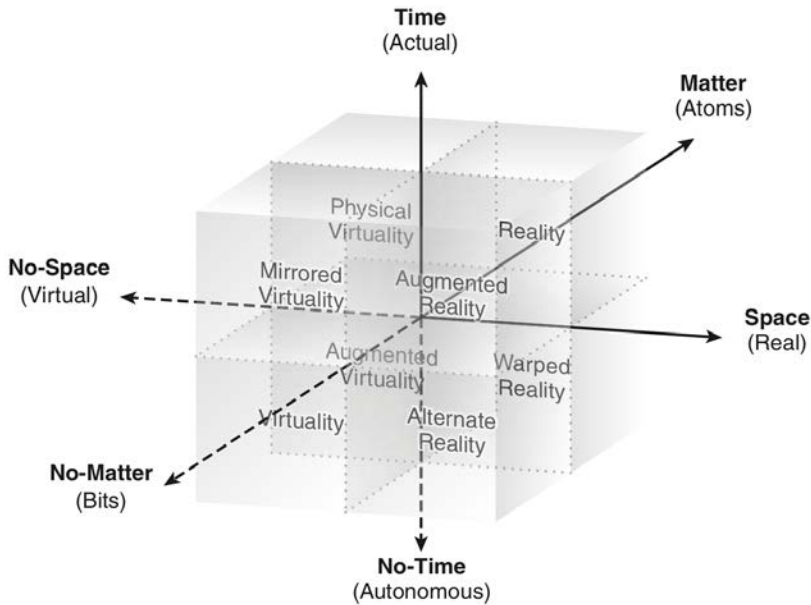 Time
(Actual)
Matter
(Atoms)
Physical
Virtuality
Reality
No-Space
(Virtual)
Mirrored
Virtuality
Augmented
Reality
Space
(Real)
Augmented
Virtuality
Warped
Reality
Virtuality
Alternate
Reality
No-Matter
(Bits)
No-Time
(Autonomous)